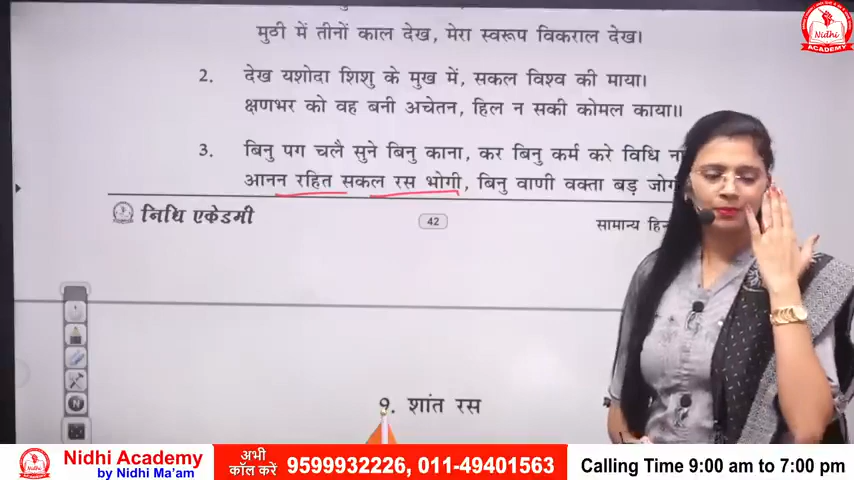 मुठी में तीनों काल देख, मेरा स्वरूप विकराल देख।
2. देख यशोदा शिशु के मुख में, सकल विश्व की माया।
क्षणभर को वह बनी अचेतन, हिल न सकी कोमल काया॥
3. बिनु पग चलै सुने बिनु काना, कर बिनु कर्म करे विधि
आनन रहित सकल रस भोगी, बिनु वाणी वक्ता बड़
निधि एकेडमी
42
सामान्य
9. शांत रस
Nidhi
ACADEMY
Nidhi Academy
by Nidhi Ma'am
अभी
कॉल करें
9599932226, 011-49401563
Calling Time 9:00 am to 7:00 pm